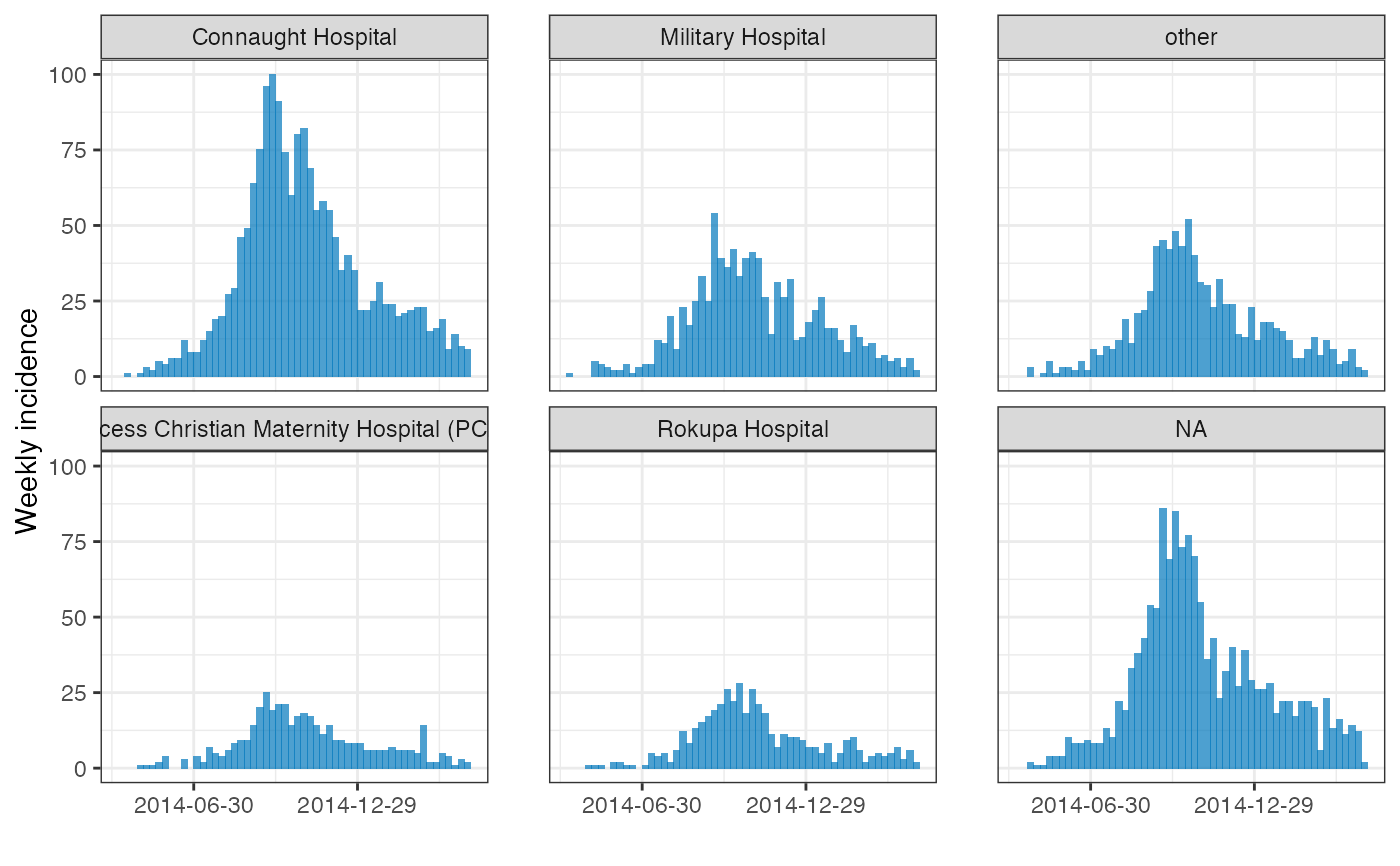 Connaught Hospital
Military Hospital
other
100
75
50
25
0
cess Christian Maternity Hospital (PC
Rokupa Hospital
NA
100
75
50
25
0
2014-06-30 2014-12-29
2014-06-30 2014-12-29
2014-06-30 2014-12-29
Weekly incidence